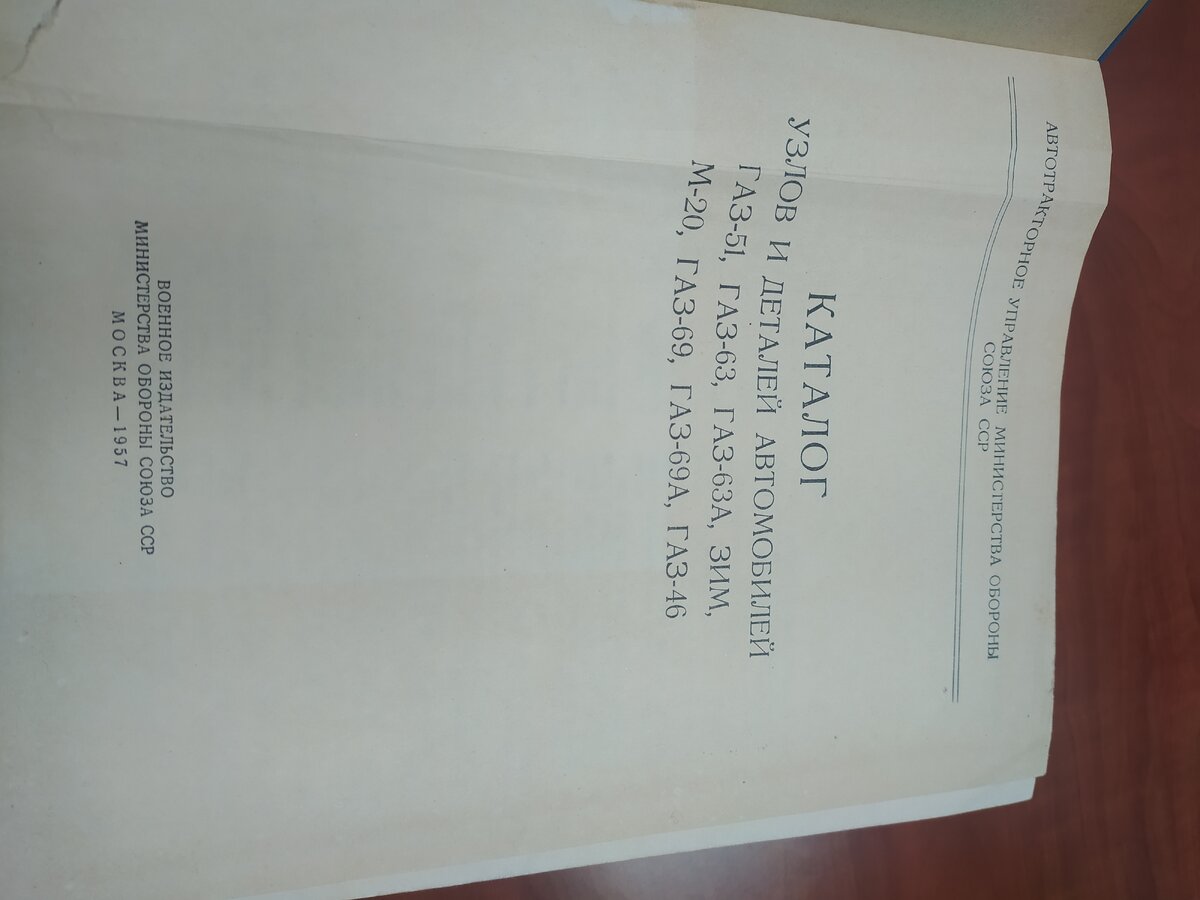 АВТОТРАКТОРНОЕ УПРАВЛЕНИЕ МИНИСТЕРСТВА ОБОРОНЫ
СОЮЗА ССР
КАТАЛОГ
УЗЛОВ И ДЕТАЛЕЙ АВТОМОБИЛЕЙ
ГАЗ-51, ГАЗ-63, ГАЗ-63А, ЗИМ,
М-20, ГАЗ-69, ГАЗ-69А, ГАЗ-46
ВОЕННОЕ ИЗДАТЕЛЬСТВО
МИНИСТЕРСТВА ОБОРОНЫ СОЮЗА ССР
МОСКВА—1957